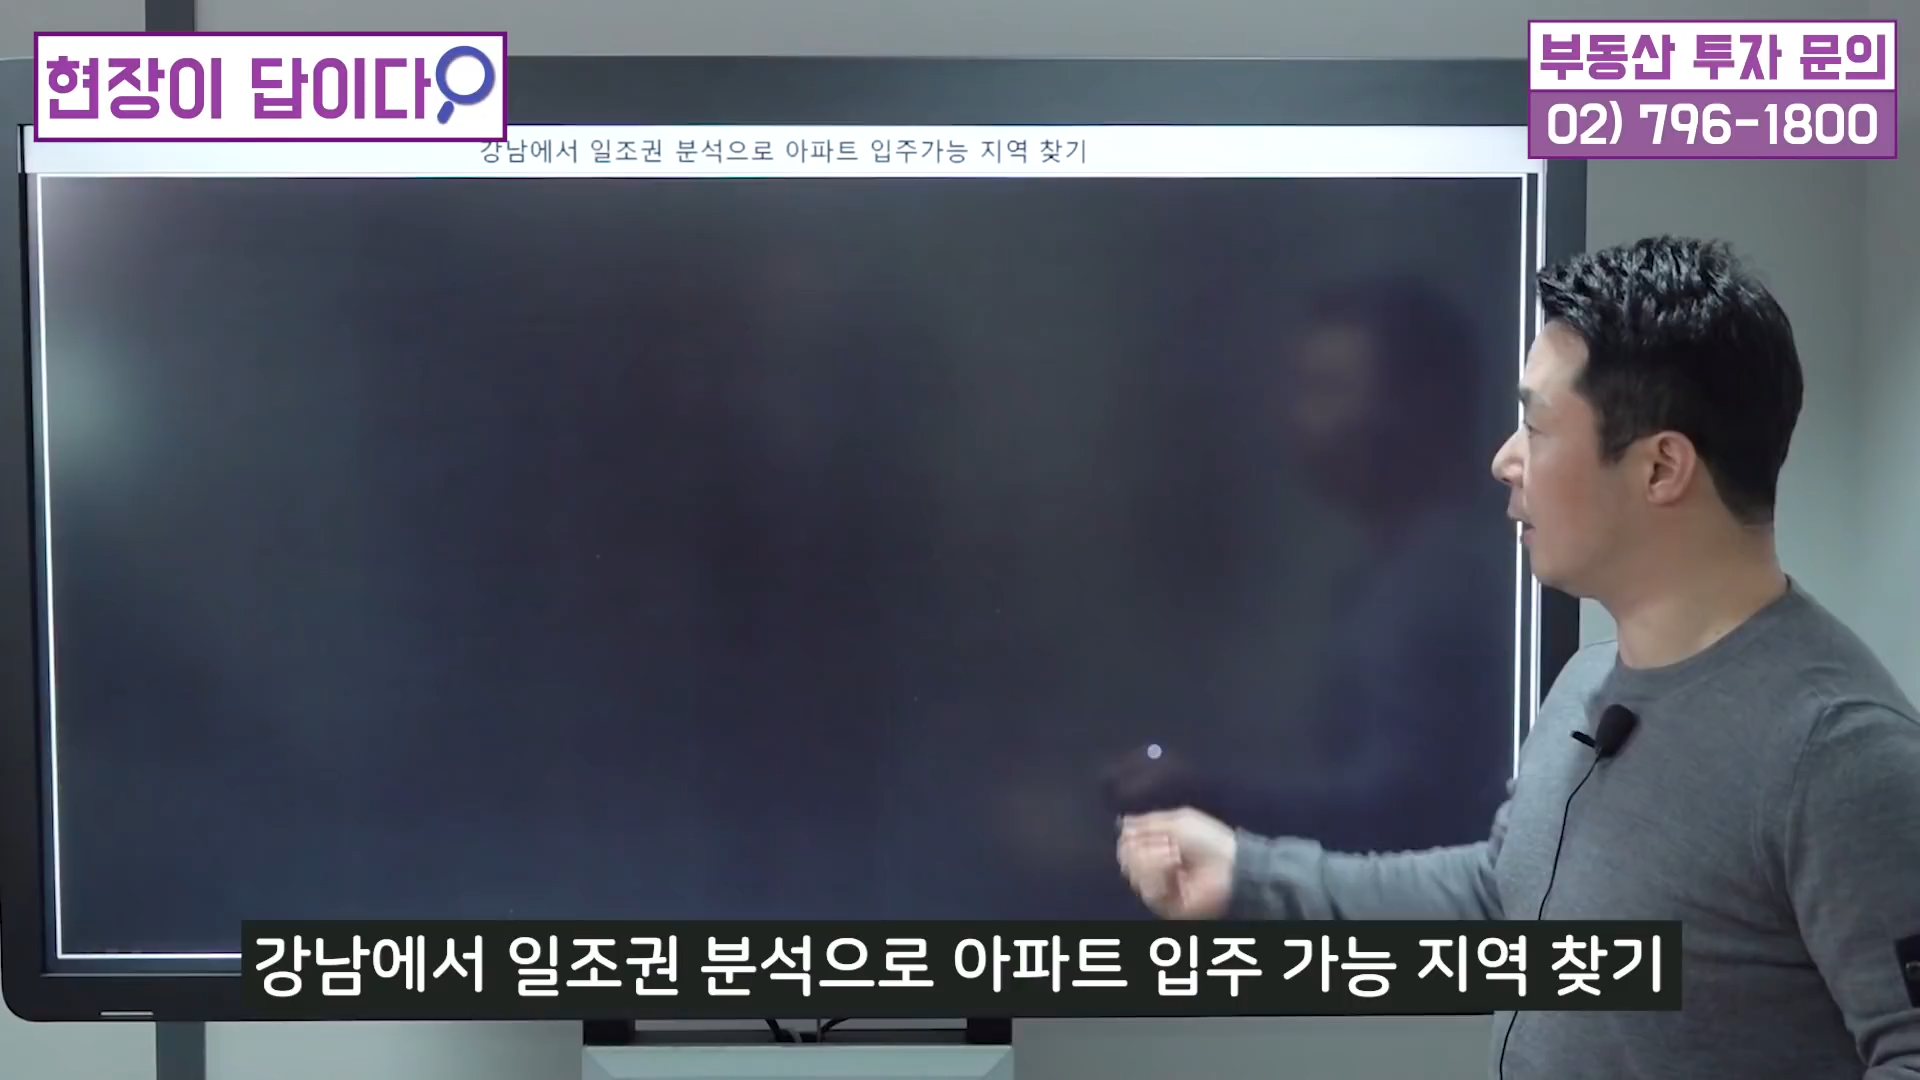 현장이 답이다
부동산 투자 문의
02) 796-1800
강남에서 일조권 분석으로 아파트 입주가능 지역 찾기
강남에서 일조권 분석으로 아파트 입주 가능 지역 찾기